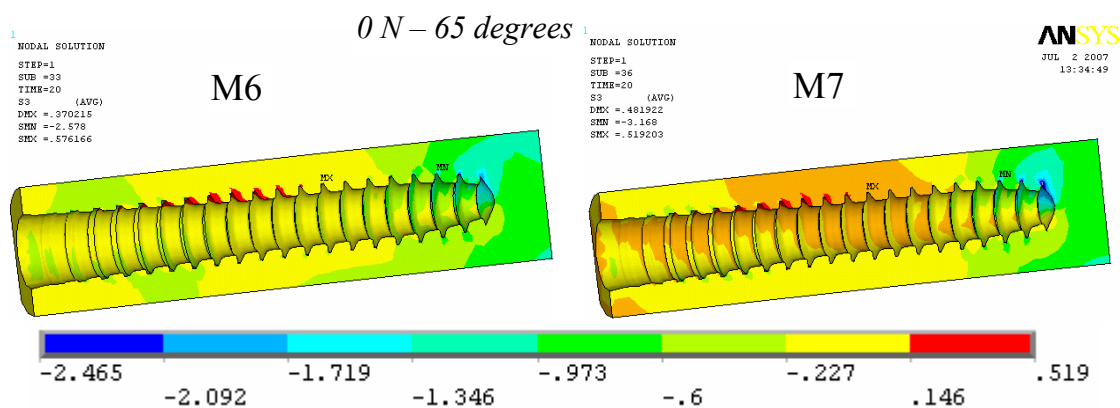 0 N – 65 degrees
1
NODAL SOLUTION
STEP=1
SUB =33
TIME=20
S3 (AVG)
DMX =.370215
SMN =-2.578
SMX =.576166
M6
MX
MN
1
NODAL SOLUTION
STEP=1
SUB =36
TIME=20
S3 (AVG)
DMX =.481922
SMN =-3.168
SMX =.519203
M7
ANSYS
JUL 2 2007
13:34:49
MX
MN
-2.465 -1.719 -.973 -.227 .519
-2.092 -1.346 -.6 .146